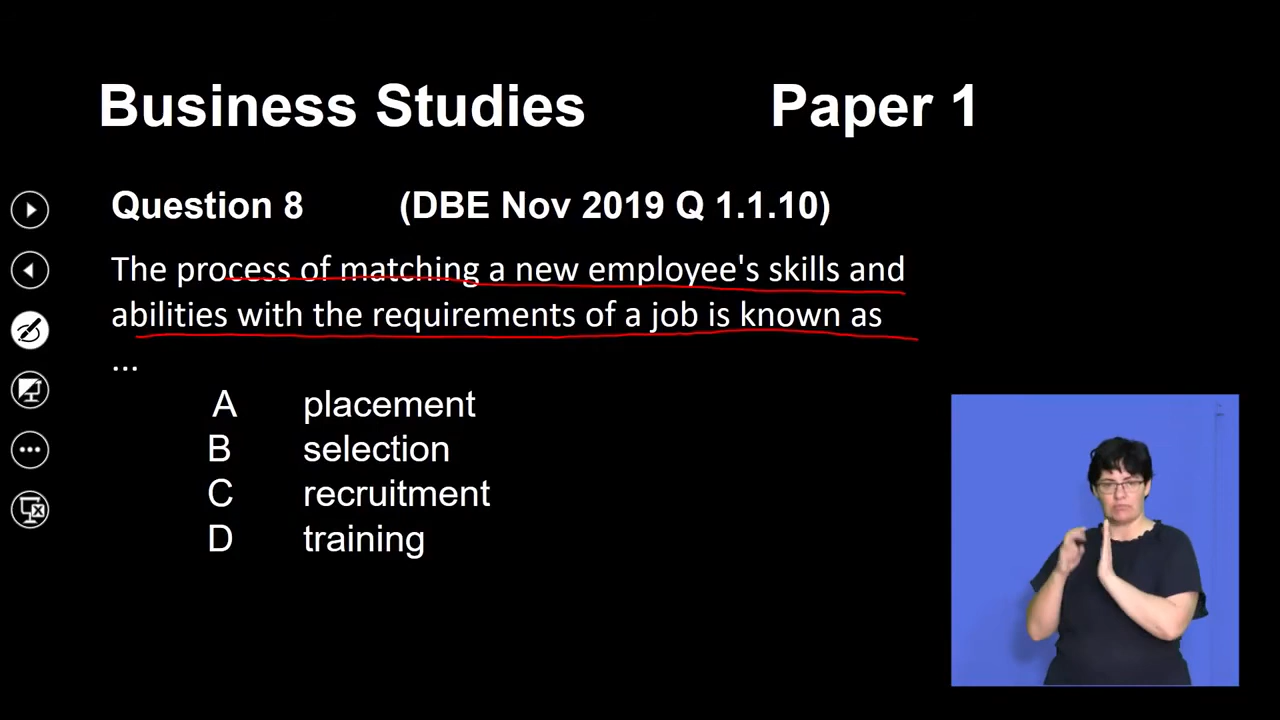 Business Studies Paper 1
Question 8 (DBE Nov 2019 Q 1.1.10)
The process of matching a new employee's skills and
abilities with the requirements of a job is known as
...
A placement
B selection
C recruitment
D training